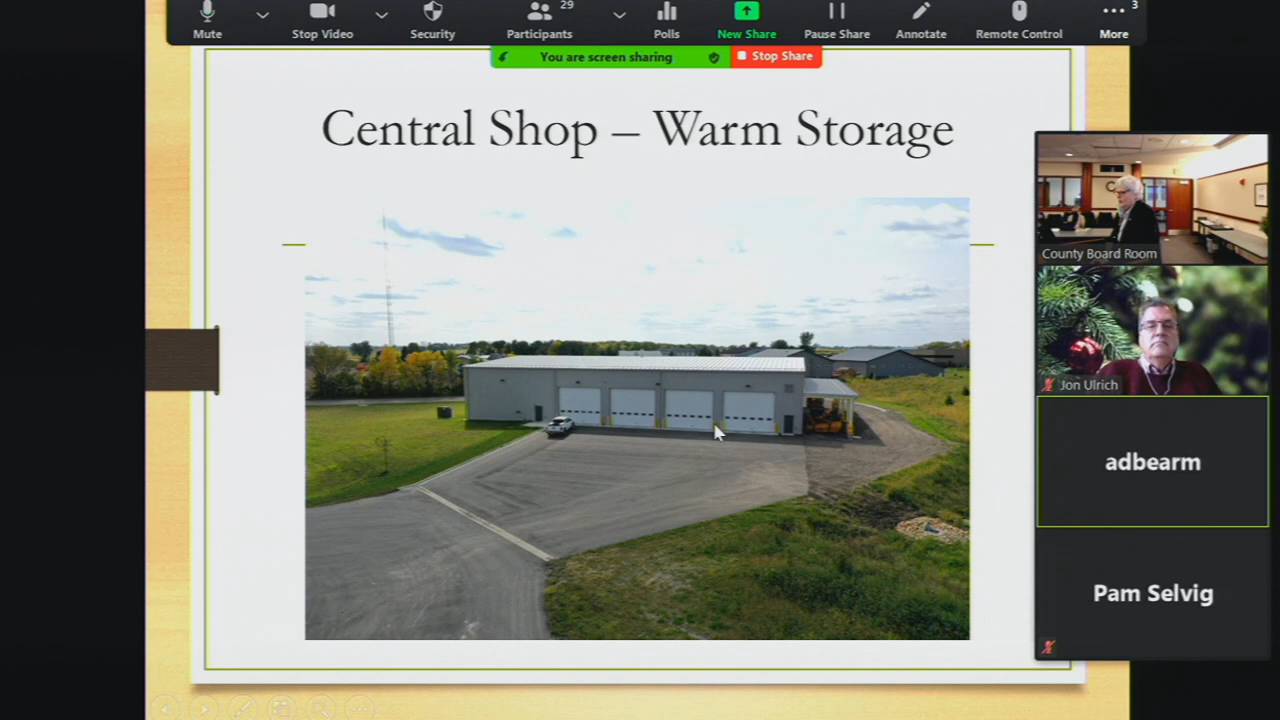 29
3
Mute
Stop Video
Security
Participants
Polls
New Share
Pause Share
Annotate
Remote Control
More
You are screen sharing
Stop Share
Central Shop – Warm Storage
County Board Room
Jon Ulrich
adbearm
Pam Selvig